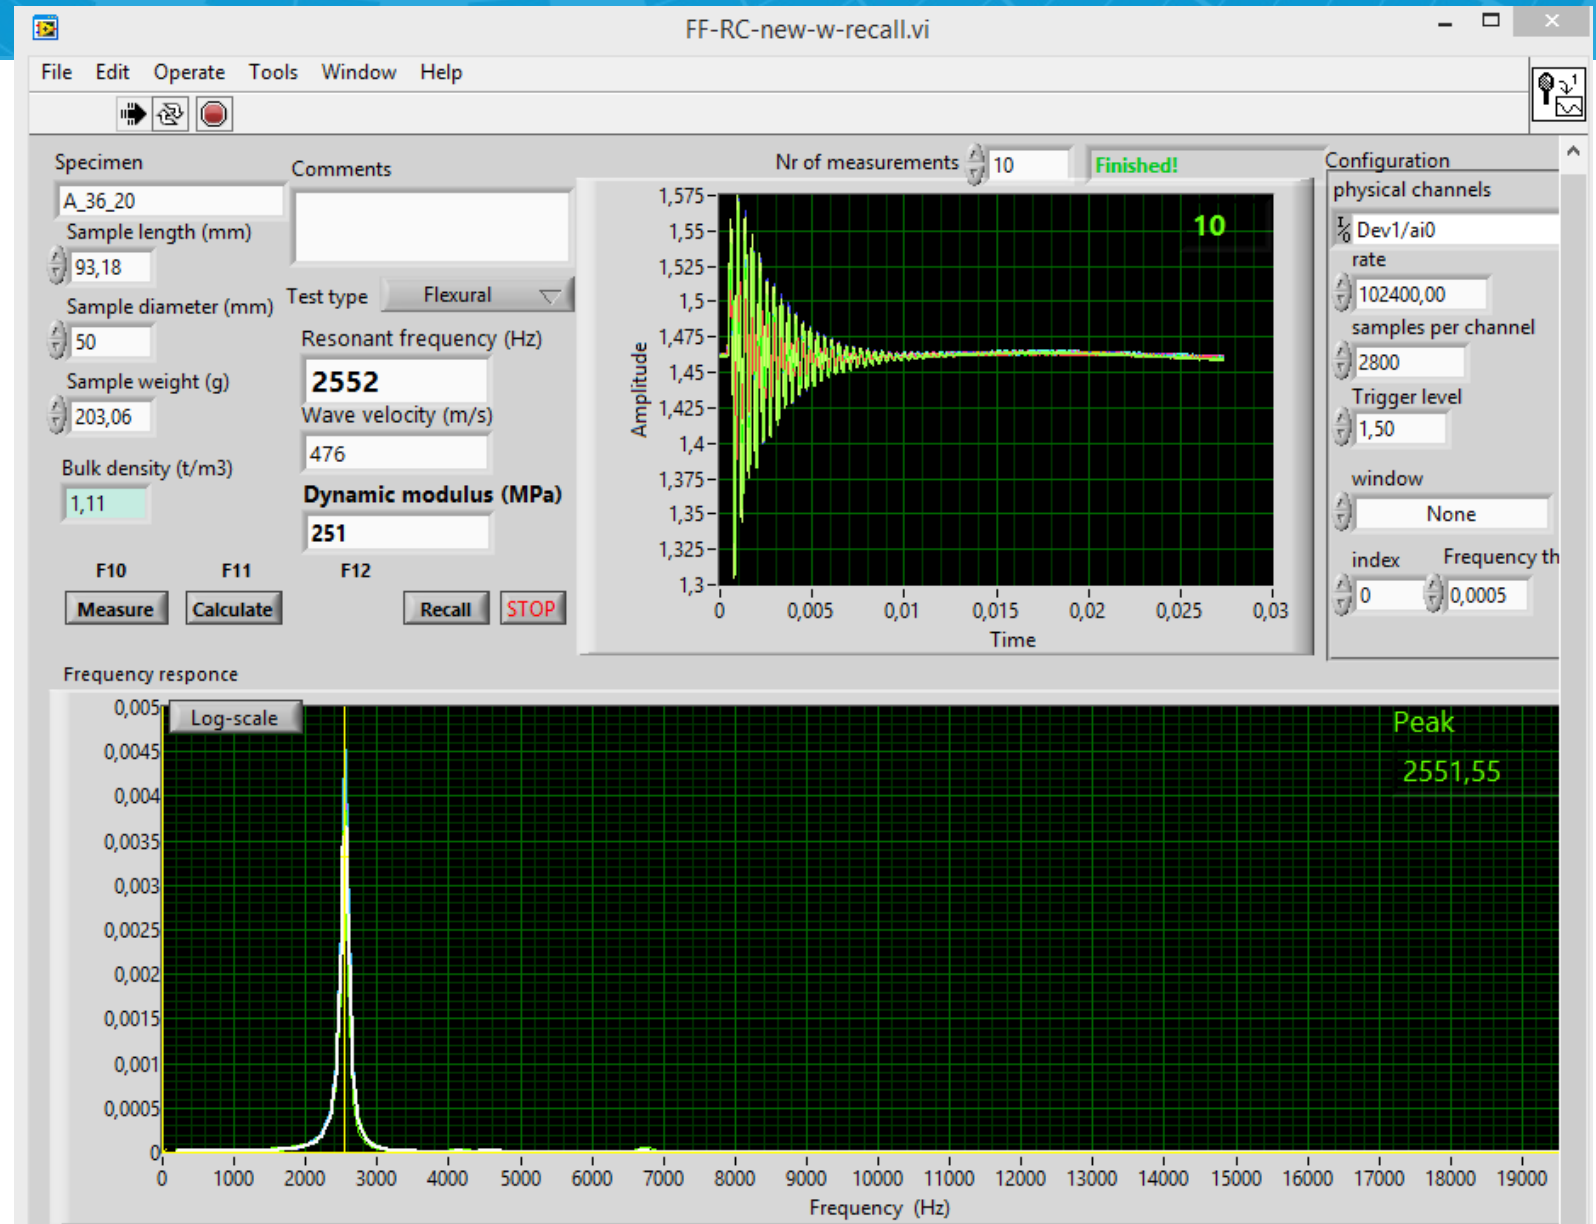 FF-RC-new-w-recall.vi
File Edit Operate Tools Window Help
Specimen
A_36_20
Sample length (mm)
93,18
Sample diameter (mm)
50
Sample weight (g)
203,06
Bulk density (t/m3)
1,11
Comments
Test type Flexural
Resonant frequency (Hz)
2552
Wave velocity (m/s)
476
Dynamic modulus (MPa)
251
F10 F11 F12
Measure Calculate Recall STOP
Nr of measurements 10 Finished!
10
Amplitude
1,575
1,55
1,525
1,5
1,475
1,45
1,425
1,4
1,375
1,35
1,325
1,3
0 0,005 0,01 0,015 0,02 0,025 0,03
Time
1
Configuration
physical channels
I/O Dev1/ai0
rate
102400,00
samples per channel
2800
Trigger level
1,50
window
None
index Frequency th
0 0,0005
Frequency responce
Log-scale
Peak
2551,55
0,005
0,0045
0,004
0,0035
0,003
0,0025
0,002
0,0015
0,001
0,0005
0
0 1000 2000 3000 4000 5000 6000 7000 8000 9000 10000 11000 12000 13000 14000 15000 16000 17000 18000 19000
Frequency (Hz)